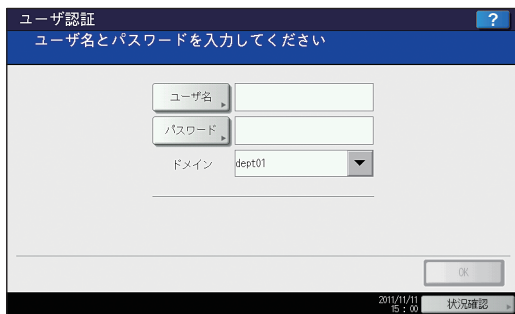 ユーザ認証
?
ユーザ名とパスワードを入力してください
ユーザ名
パスワード
ドメイン dept01
OK
2011/11/11
15:00
状況確認